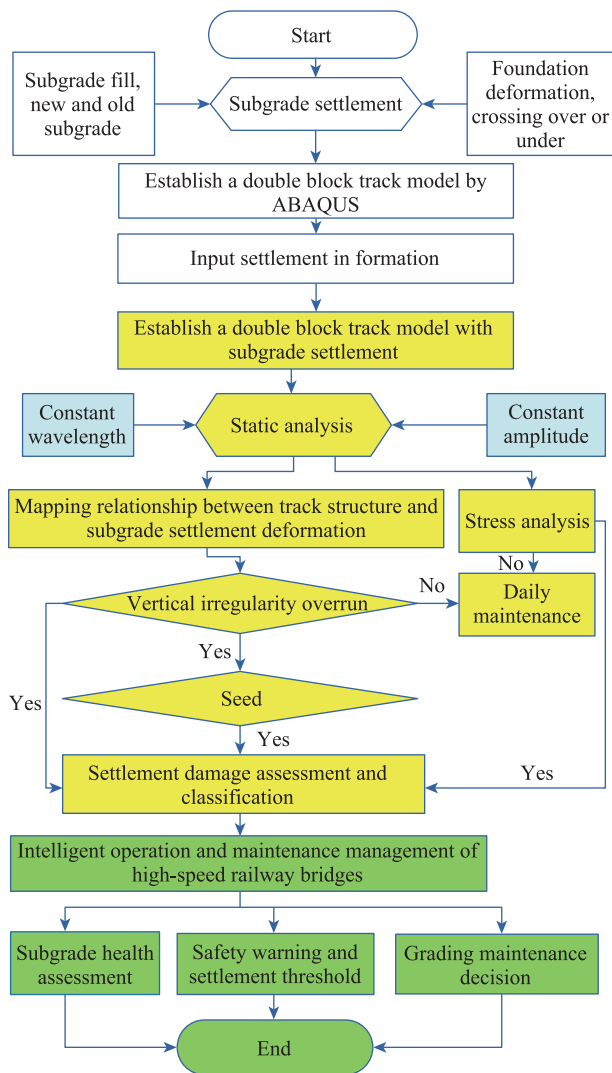 Start
Subgrade fill,
new and old
subgrade
Subgrade settlement
Foundation
deformation,
crossing over or
under
Establish a double block track model by
ABAQUS
Input settlement in formation
Establish a double block track model with
subgrade settlement
Constant
wavelength
Static analysis
Constant
amplitude
Mapping relationship between track structure and
subgrade settlement deformation
Stress analysis
No
Vertical irregularity overrun
No
Daily
maintenance
Yes
Seed
Yes
Yes
Yes
Settlement damage assessment and
classification
Intelligent operation and maintenance management of
high-speed railway bridges
Subgrade health
assessment
Safety warning and
settlement threshold
Grading maintenance
decision
End